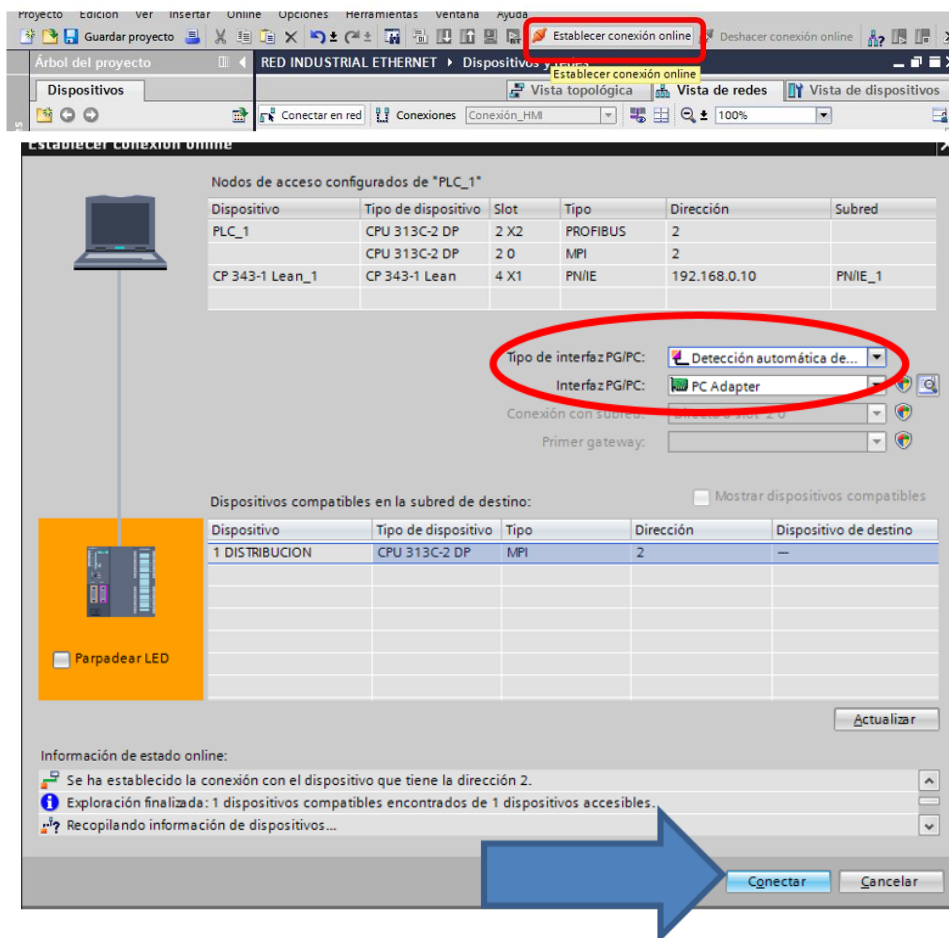 Proyecto Edición Ver Insertar Online Opciones Herramientas Ventana Ayuda
Guardar proyecto Establecer conexión online Deshacer conexión online
Árbol del proyecto RED INDUSTRIAL ETHERNET Dispositivos y redes
Establecer conexión online
Dispositivos Vista topológica Vista de redes Vista de dispositivos
Conectar en red Conexiones Conexión_HMI 100%
Establecer conexión online
Nodos de acceso configurados de "PLC_1"
Dispositivo Tipo de dispositivo Slot Tipo Dirección Subred
PLC_1 CPU 313C-2 DP 2 X2 PROFIBUS 2
CPU 313C-2 DP 2 0 MPI 2
CP 343-1 Lean_1 CP 343-1 Lean 4 X1 PN/IE 192.168.0.10 PN/IE_1
Tipo de interfaz PG/PC: Detección automática de...
Interfaz PG/PC: PC Adapter
Conexión con subred: Directo a slot '2 0'
Primer gateway:
Dispositivos compatibles en la subred de destino: Mostrar dispositivos compatibles
Dispositivo Tipo de dispositivo Tipo Dirección Dispositivo de destino
1 DISTRIBUCION CPU 313C-2 DP MPI 2 —
Parpadear LED
Actualizar
Información de estado online:
Se ha establecido la conexión con el dispositivo que tiene la dirección 2.
Exploración finalizada: 1 dispositivos compatibles encontrados de 1 dispositivos accesibles.
Recopilando información de dispositivos...
Conectar Cancelar